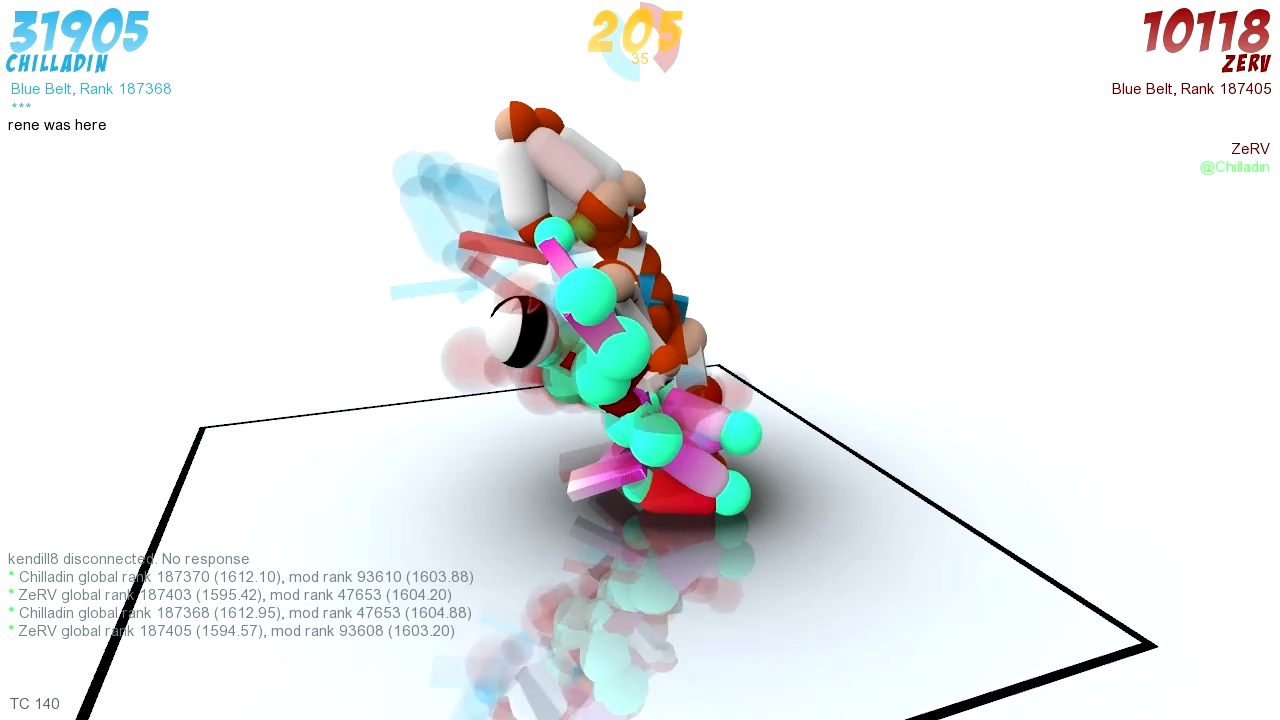 31905
CHILLADIN
Blue Belt, Rank 187368
***
rene was here
205
35
10118
ZERV
Blue Belt, Rank 187405
ZeRV
@Chilladin
kendill8 disconnected. No response
* Chilladin global rank 187370 (1612.10), mod rank 93610 (1603.88)
* ZeRV global rank 187403 (1595.42), mod rank 47653 (1604.20)
* Chilladin global rank 187368 (1612.95), mod rank 47653 (1604.88)
* ZeRV global rank 187405 (1594.57), mod rank 93608 (1603.20)
TC 140